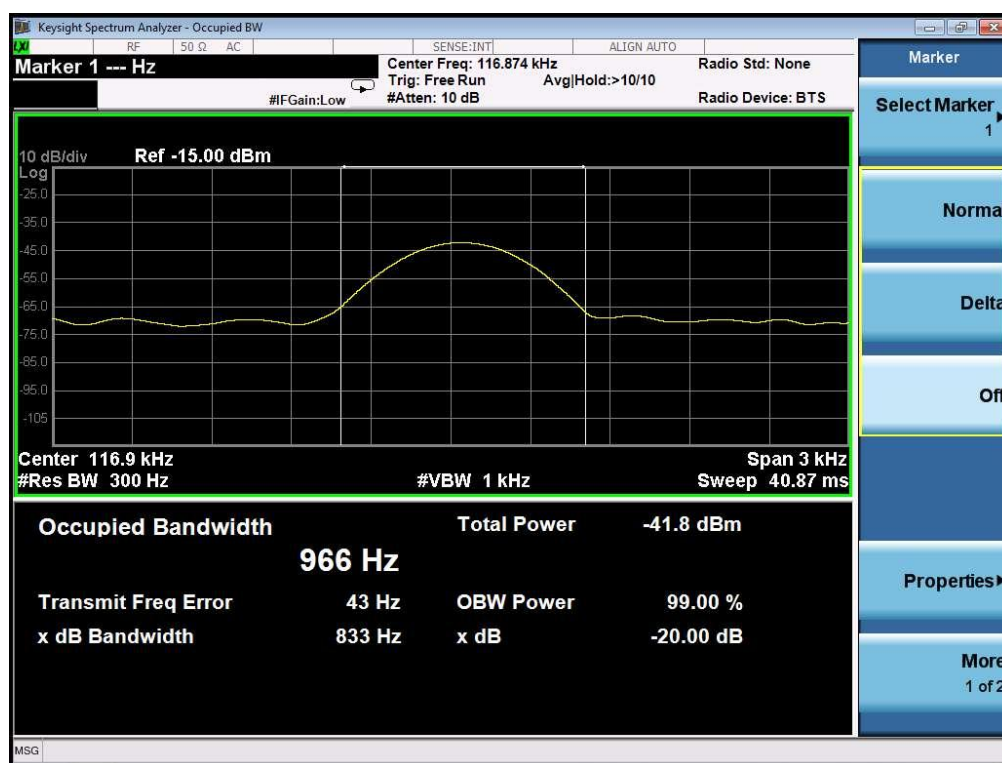 Keysight Spectrum Analyzer - Occupied BW
LXI RF 50 Ω AC SENSE:INT ALIGN AUTO
Marker 1 --- Hz
Center Freq: 116.874 kHz Radio Std: None
Trig: Free Run Avg|Hold:>10/10
#IFGain:Low #Atten: 10 dB Radio Device: BTS
10 dB/div Ref -15.00 dBm
Log
-25.0
-35.0
-45.0
-55.0
-65.0
-75.0
-85.0
-95.0
-105
Center 116.9 kHz Span 3 kHz
#Res BW 300 Hz #VBW 1 kHz Sweep 40.87 ms
Occupied Bandwidth Total Power -41.8 dBm
966 Hz
Transmit Freq Error 43 Hz OBW Power 99.00 %
x dB Bandwidth 833 Hz x dB -20.00 dB
MSG
Marker
Select Marker
1
Norma
Delta
Off
Properties
More
1 of 2